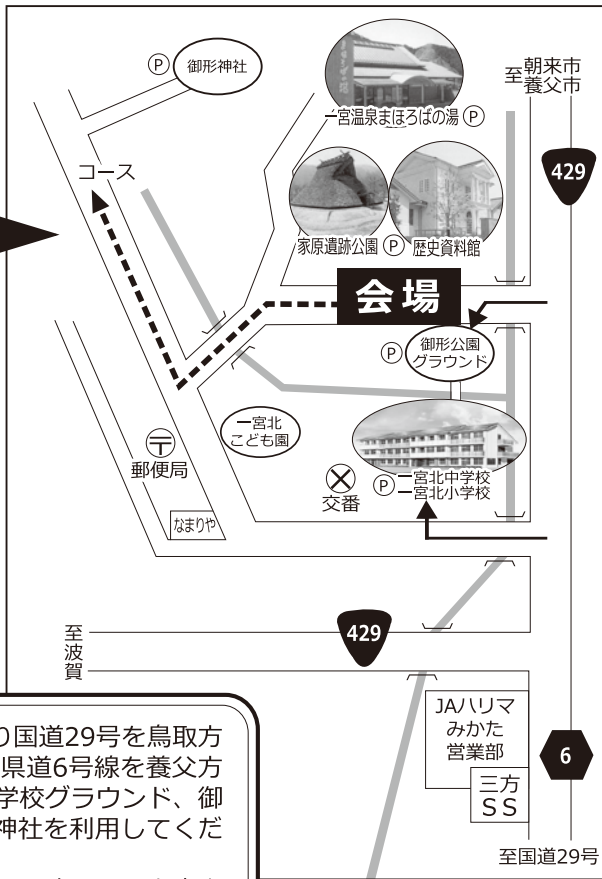 Ⓟ 御形神社
一宮温泉まほろばの湯 Ⓟ
至 朝来市
養父市
429
コース
家原遺跡公園 Ⓟ 歴史資料館
会場
Ⓟ 御形公園
グラウンド
一宮北
こども園
〒
郵便局
なまりや
交番
Ⓟ 一宮北中学校
一宮北小学校
至波賀
429
JAハリマ
みかた
営業部
三方
SS
6
至国道29号
り国道29号を鳥取方
県道6号線を養父方
学校グラウンド、御
神社を利用してくだ